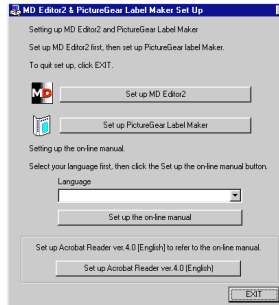 MD Editor2 & PictureGear Label Maker Set Up
Setting up MD Editor2 and PictureGear Label Maker
Set up MD Editor2 first, then set up PictureGear label Maker.
To quit set up, click EXIT.
MD
Set up MD Editor2
Set up PictureGear Label Maker
Setting up the on-line manual.
Select your language first, then click the Set up the on-line manual button.
Language
Set up the on-line manual
Set up Acrobat Reader ver. 4.0 [English] to refer to the on-line manual.
Set up Acrobat Reader ver. 4.0 (English)
EXIT